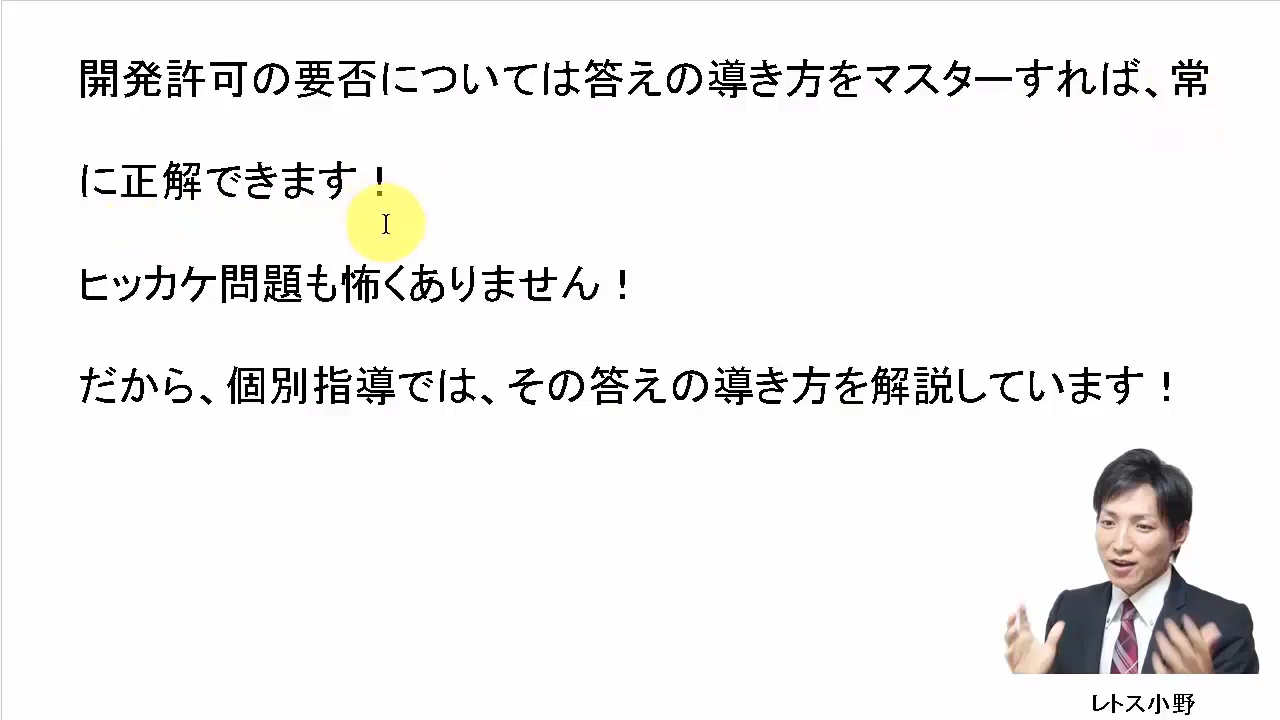 開発許可の要否については答えの導き方をマスターすれば、常
に正解できます！
ヒッカケ問題も怖くありません！
だから、個別指導では、その答えの導き方を解説しています！
レトス小野